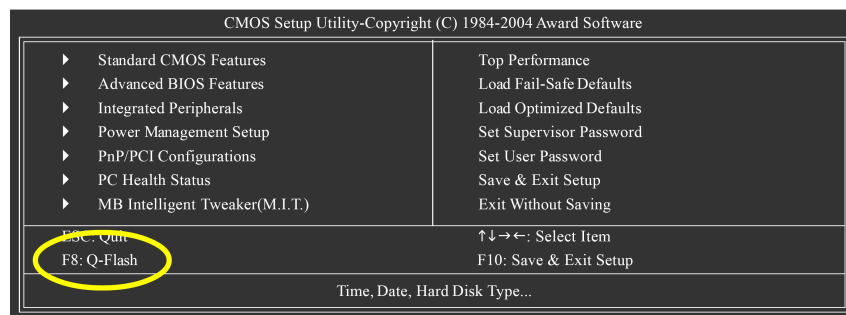 CMOS Setup Utility-Copyright (C) 1984-2004 Award Software
Standard CMOS Features
Advanced BIOS Features
Integrated Peripherals
Power Management Setup
PnP/PCI Configurations
PC Health Status
MB Intelligent Tweaker(M.I.T.)
Top Performance
Load Fail-Safe Defaults
Load Optimized Defaults
Set Supervisor Password
Set User Password
Save & Exit Setup
Exit Without Saving
ESC: Quit
F8: Q-Flash
↑↓→←: Select Item
F10: Save & Exit Setup
Time, Date, Hard Disk Type...